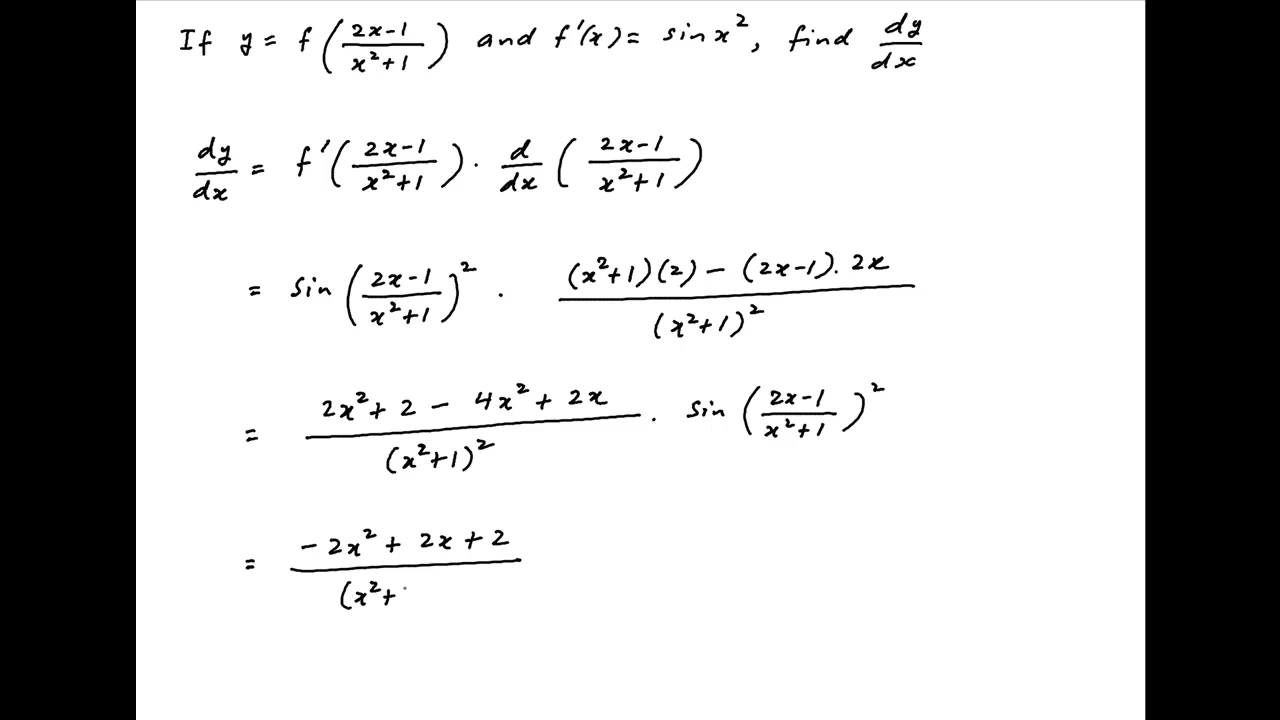 If y = f((2x-1)/(x²+1)) and f'(x) = sin x², find dy/dx
dy/dx = f'((2x-1)/(x²+1)) · d/dx ((2x-1)/(x²+1))
= sin ((2x-1)/(x²+1))² · ((x²+1)(2) - (2x-1)·2x)/(x²+1)²
= (2x²+2-4x²+2x)/(x²+1)² · sin ((2x-1)/(x²+1))²
= (-2x²+2x+2)/(x²+